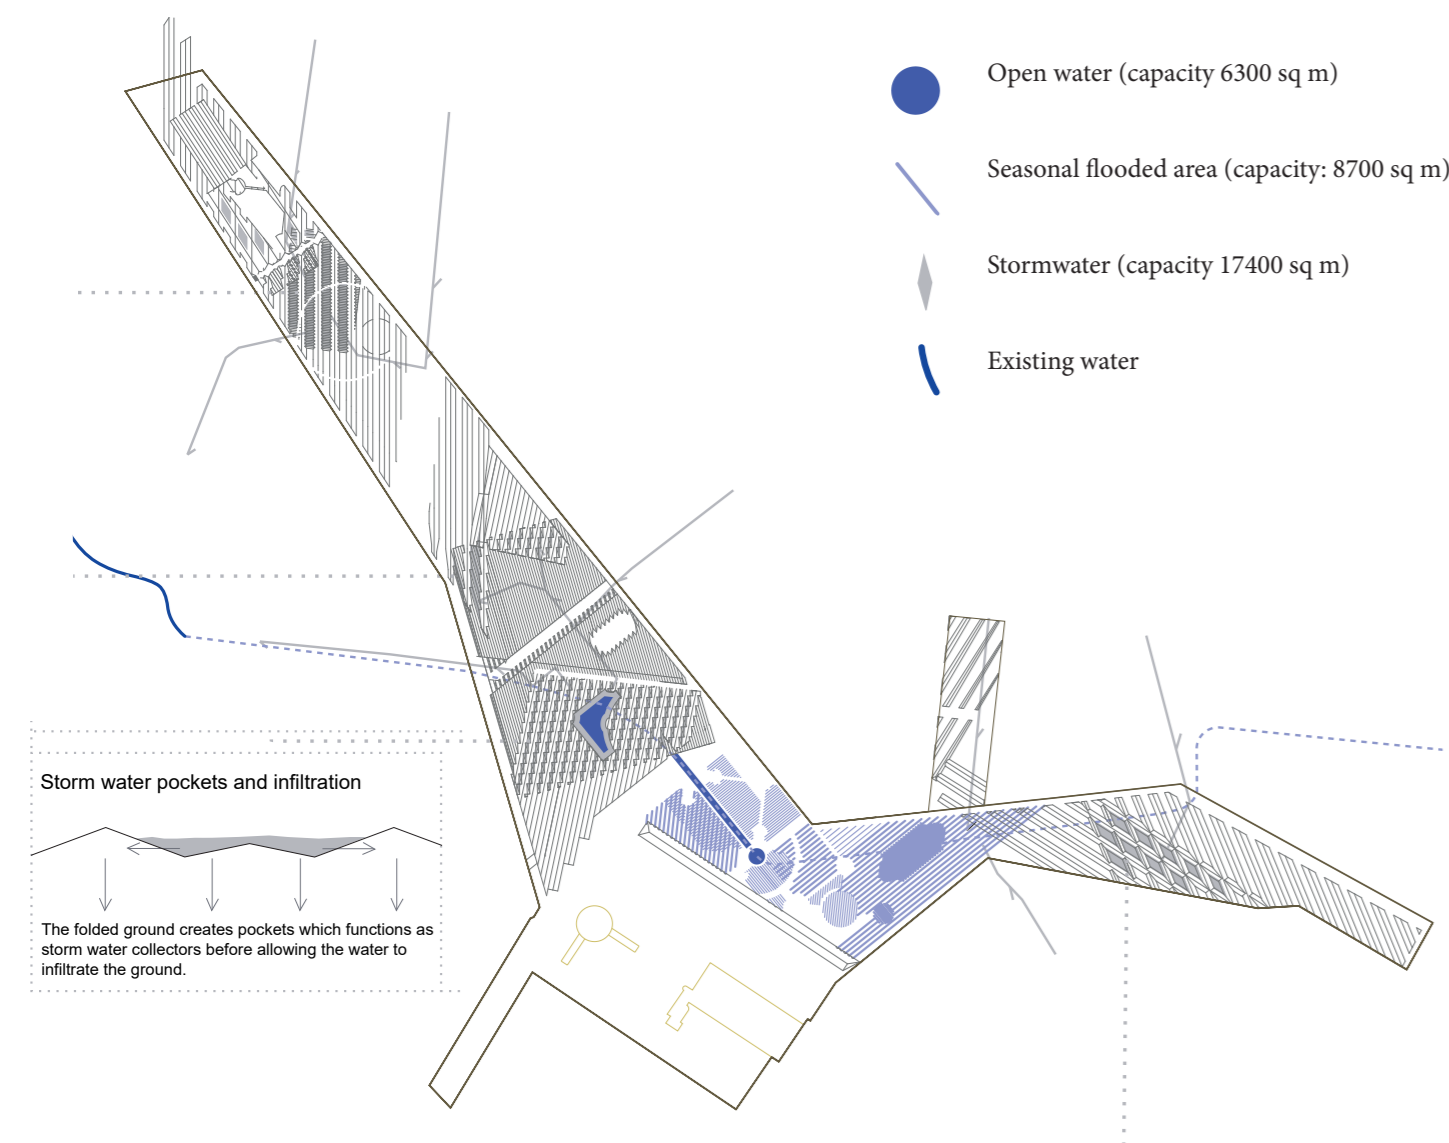 Open water (capacity 6300 sq m)
Seasonal flooded area (capacity: 8700 sq m)
Stormwater (capacity 17400 sq m)
Existing water
Storm water pockets and infiltration
The folded ground creates pockets which functions as
storm water collectors before allowing the water to
infiltrate the ground.